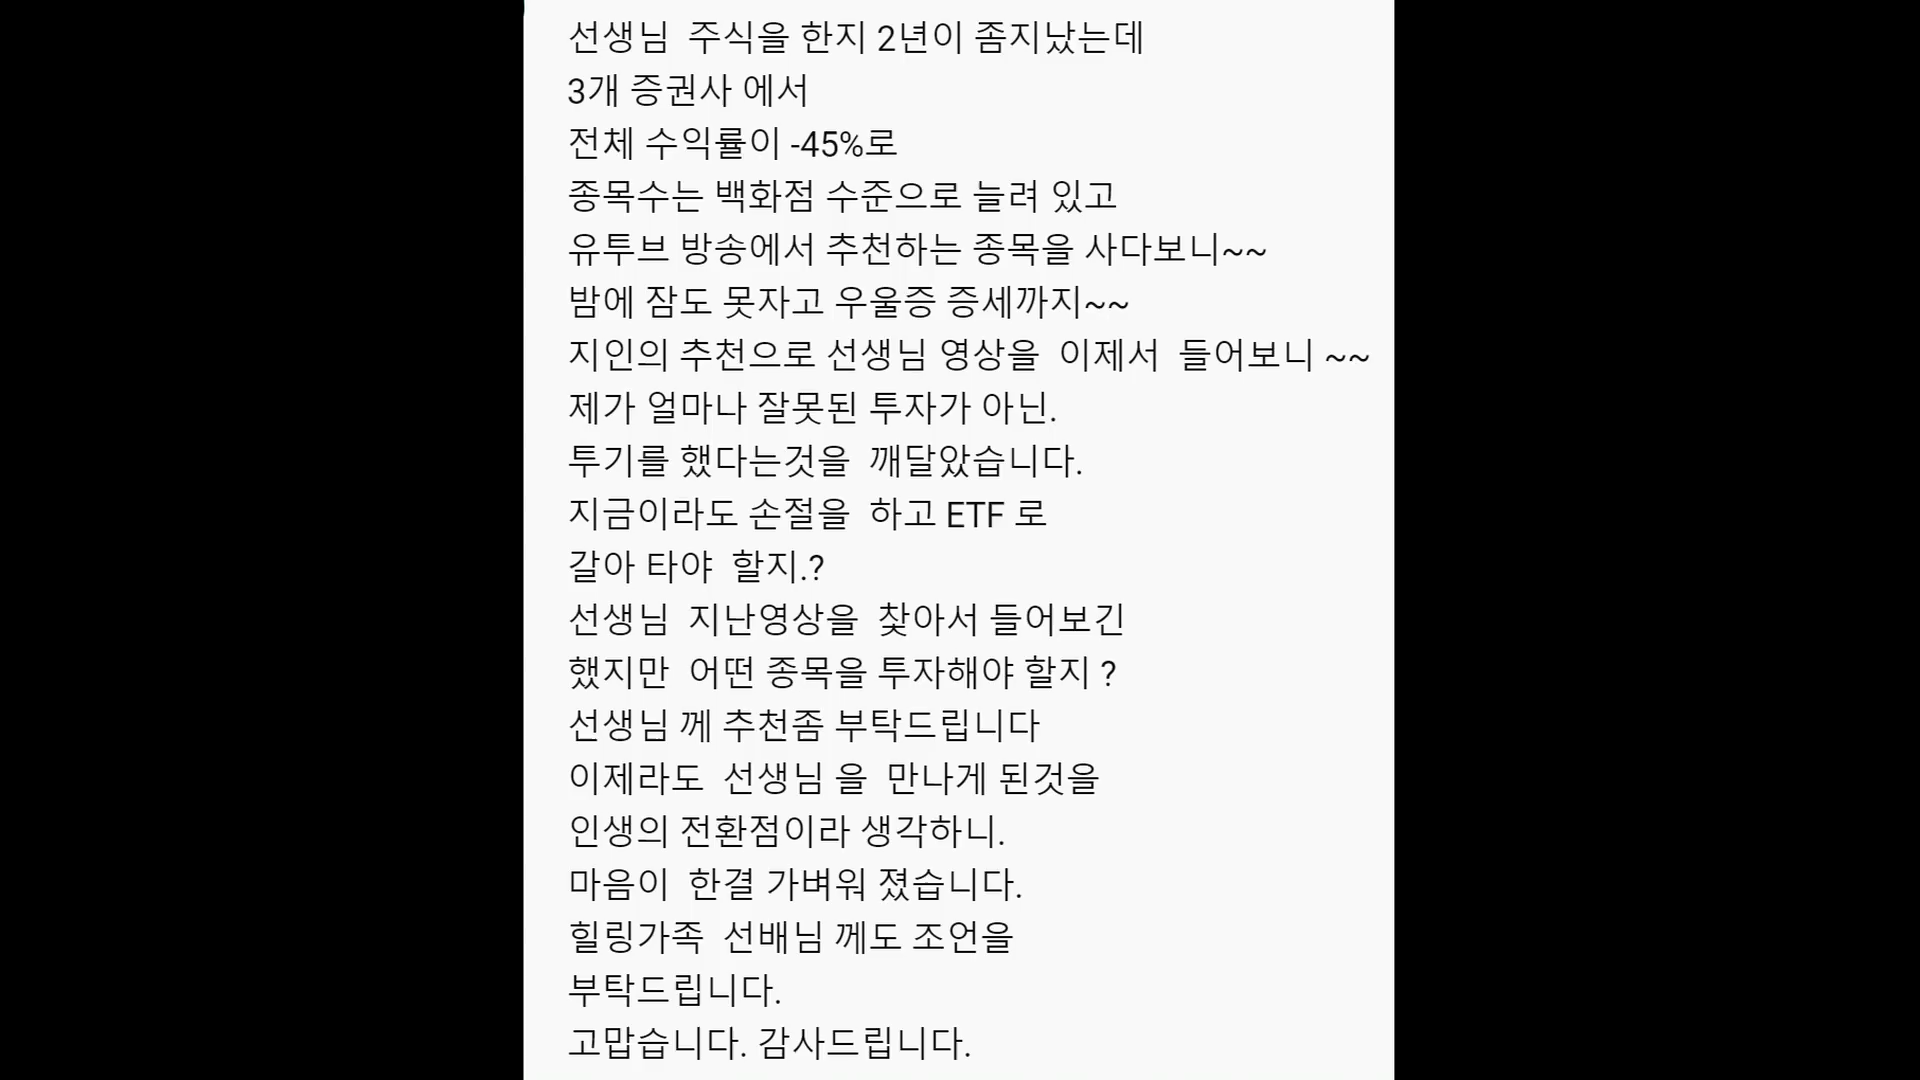 선생님  주식을 한지 2년이 좀지났는데
3개 증권사 에서
전체 수익률이 -45%로
종목수는 백화점 수준으로 늘려 있고
유투브 방송에서 추천하는 종목을 사다보니~~
밤에 잠도 못자고 우울증 증세까지~~
지인의 추천으로 선생님 영상을  이제서  들어보니 ~~
제가 얼마나 잘못된 투자가 아닌.
투기를 했다는것을  깨달았습니다.
지금이라도 손절을  하고 ETF 로
갈아 타야  할지.?
선생님  지난영상을  찿아서 들어보긴
했지만  어떤 종목을 투자해야 할지 ?
선생님 께 추천좀 부탁드립니다
이제라도  선생님 을  만나게 된것을
인생의 전환점이라 생각하니.
마음이  한결 가벼워 졌습니다.
힐링가족  선배님 께도 조언을
부탁드립니다.
고맙습니다. 감사드립니다.